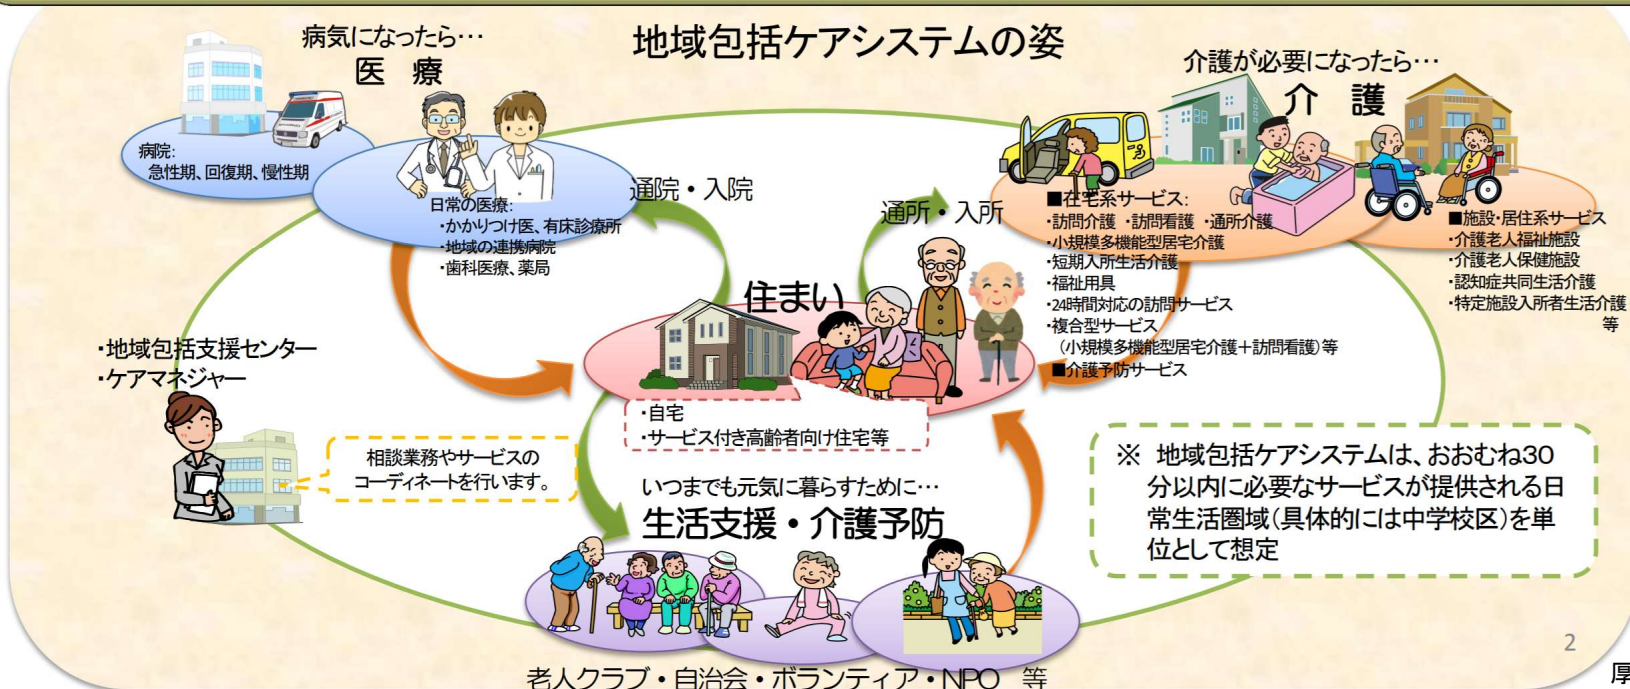 地域包括ケアシステムの姿
病気になったら…
医　療
病院:
急性期、回復期、慢性期
日常の医療:
・かかりつけ医、有床診療所
・地域の連携病院
・歯科医療、薬局
通院・入院
通所・入所
介護が必要になったら…
介　護
■在宅系サービス:
・訪問介護 ・訪問看護 ・通所介護
・小規模多機能型居宅介護
・短期入所生活介護
・福祉用具
・24時間対応の訪問サービス
・複合型サービス
（小規模多機能型居宅介護＋訪問看護）等
■介護予防サービス
■施設・居住系サービス
・介護老人福祉施設
・介護老人保健施設
・認知症共同生活介護
・特定施設入所者生活介護
等
住まい
・自宅
・サービス付き高齢者向け住宅等
・地域包括支援センター
・ケアマネジャー
相談業務やサービスの
コーディネートを行います。
いつまでも元気に暮らすために…
生活支援・介護予防
老人クラブ・自治会・ボランティア・NPO　等
※ 地域包括ケアシステムは、おおむね30
分以内に必要なサービスが提供される日
常生活圏域（具体的には中学校区）を単
位として想定
2
厚